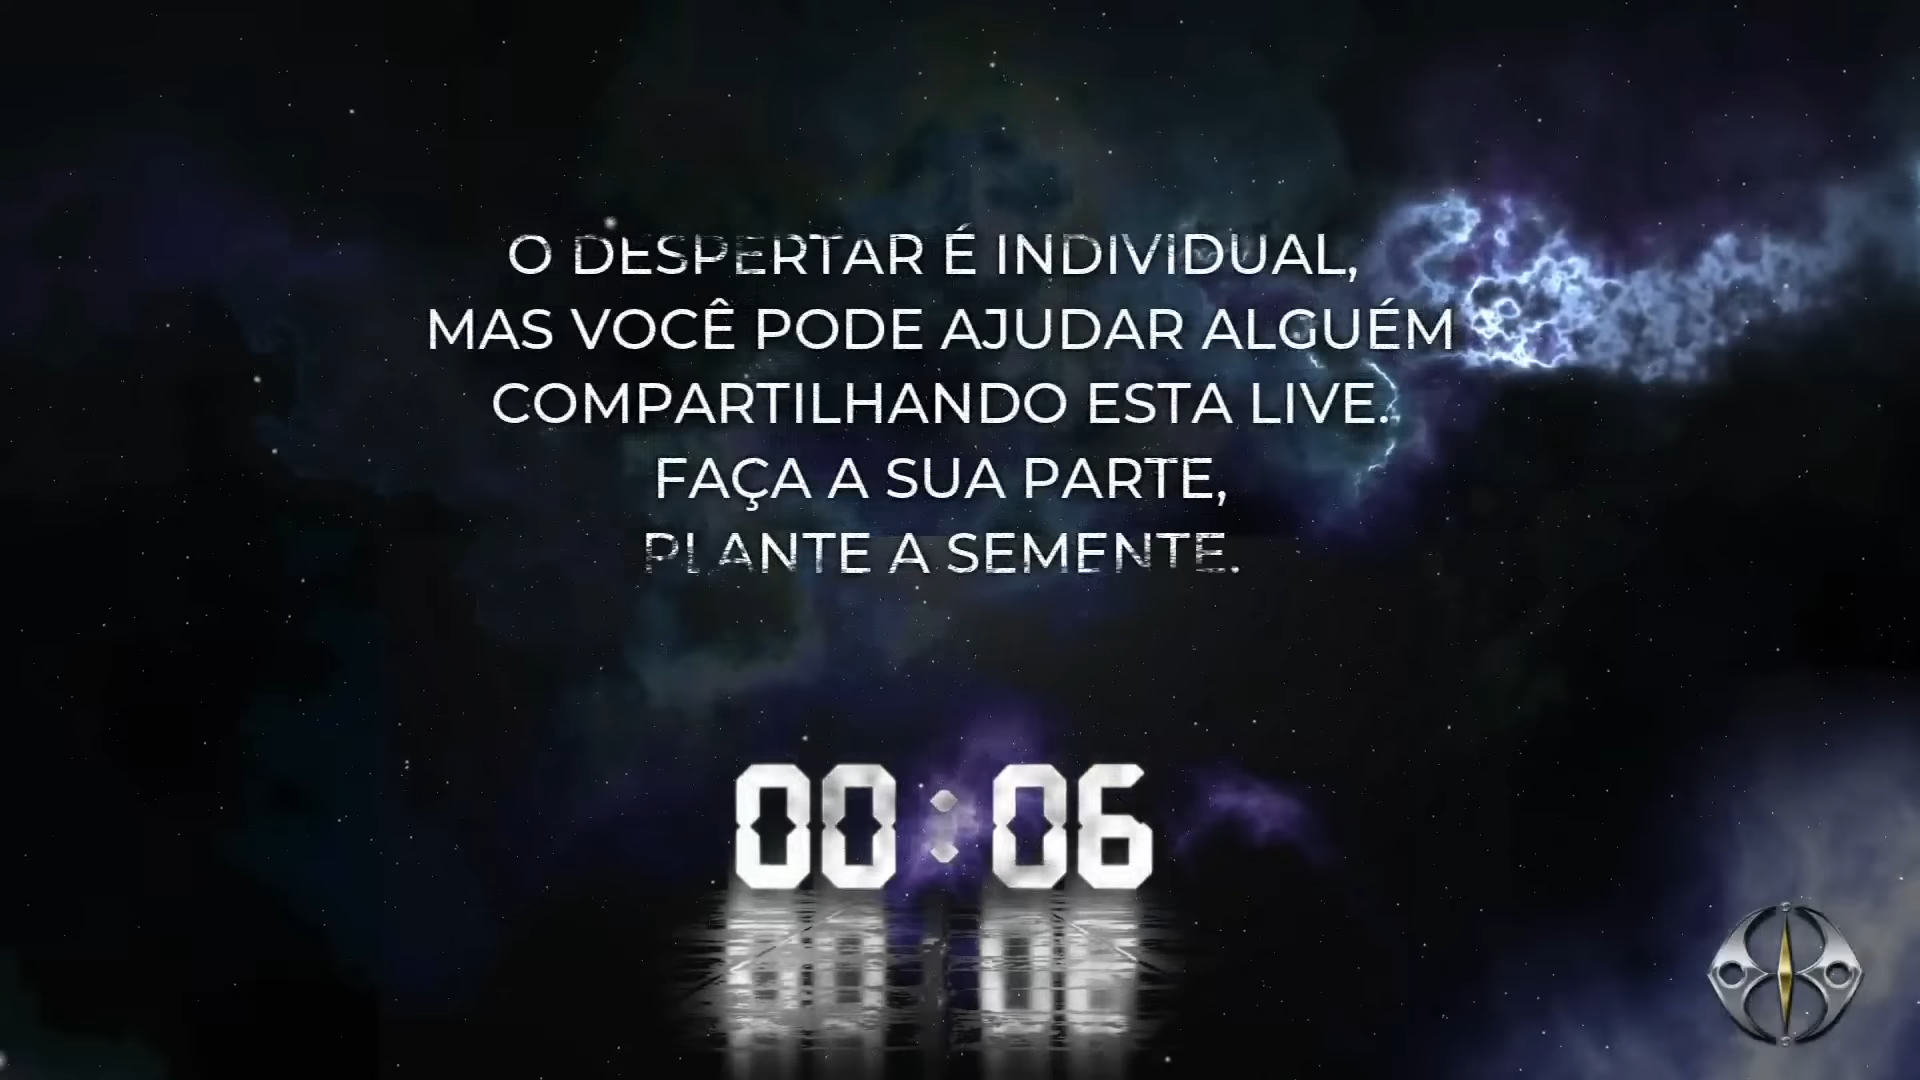 O DESPERTAR É INDIVIDUAL,
MAS VOCÊ PODE AJUDAR ALGUÉM
COMPARTILHANDO ESTA LIVE.
FAÇA A SUA PARTE,
PLANTE A SEMENTE.
00:06